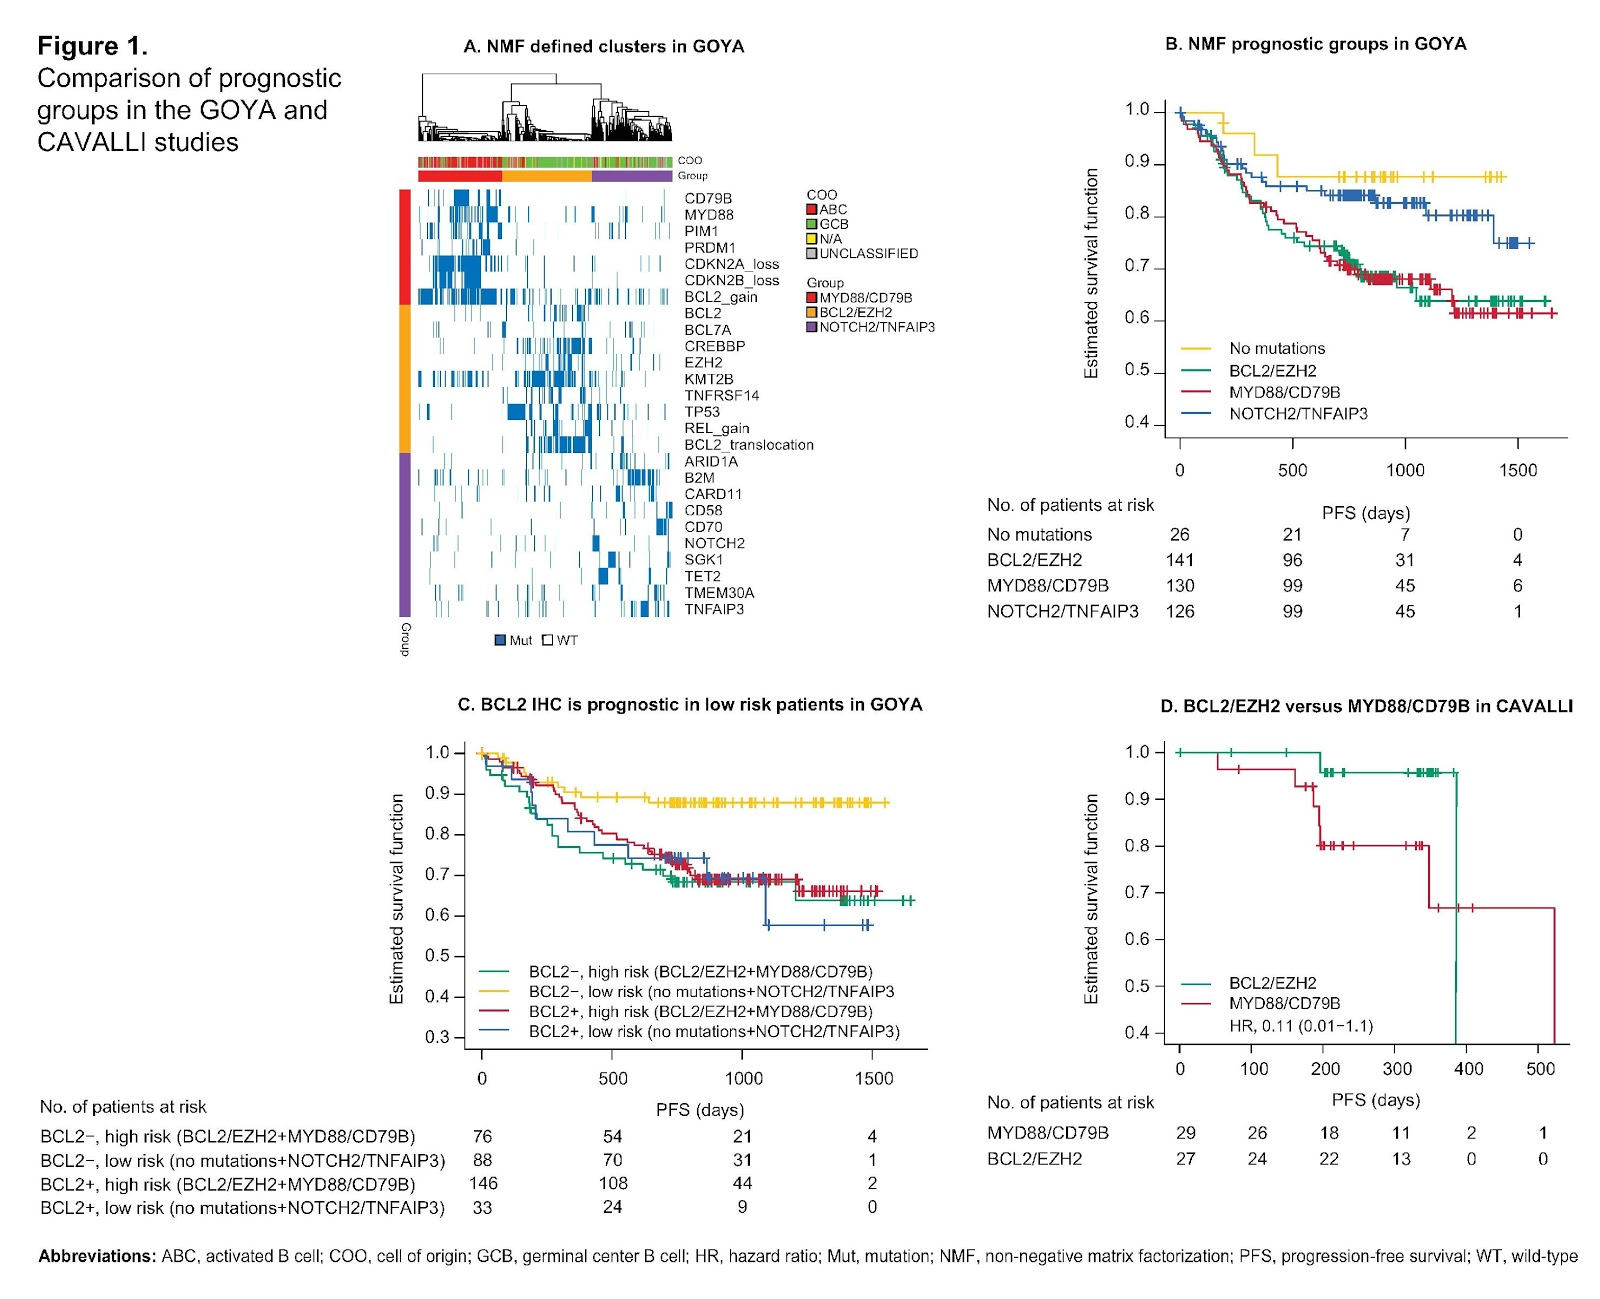 Figure 1.
Comparison of prognostic
groups in the GOYA and
CAVALLI studies
A. NMF defined clusters in GOYA
COO
Group
CD79B
MYD88
PIM1
PRDM1
CDKN2A_loss
CDKN2B_loss
BCL2_gain
BCL2
BCL7A
CREBBP
EZH2
KMT2B
TNFRSF14
TP53
REL_gain
BCL2_translocation
ARID1A
B2M
CARD11
CD58
CD70
NOTCH2
SGK1
TET2
TMEM30A
TNFAIP3
Group
Mut WT
COO
ABC
GCB
N/A
UNCLASSIFIED
Group
MYD88/CD79B
BCL2/EZH2
NOTCH2/TNFAIP3
B. NMF prognostic groups in GOYA
Estimated survival function
1.0
0.9
0.8
0.7
0.6
0.5
0.4
No mutations
BCL2/EZH2
MYD88/CD79B
NOTCH2/TNFAIP3
0 500 1000 1500
No. of patients at risk
PFS (days)
No mutations 26 21 7 0
BCL2/EZH2 141 96 31 4
MYD88/CD79B 130 99 45 6
NOTCH2/TNFAIP3 126 99 45 1
C. BCL2 IHC is prognostic in low risk patients in GOYA
Estimated survival function
1.0
0.9
0.8
0.7
0.6
0.5
0.4
0.3
BCL2−, high risk (BCL2/EZH2+MYD88/CD79B)
BCL2−, low risk (no mutations+NOTCH2/TNFAIP3
BCL2+, high risk (BCL2/EZH2+MYD88/CD79B)
BCL2+, low risk (no mutations+NOTCH2/TNFAIP3)
0 500 1000 1500
No. of patients at risk
PFS (days)
BCL2−, high risk (BCL2/EZH2+MYD88/CD79B) 76 54 21 4
BCL2−, low risk (no mutations+NOTCH2/TNFAIP3) 88 70 31 1
BCL2+, high risk (BCL2/EZH2+MYD88/CD79B) 146 108 44 2
BCL2+, low risk (no mutations+NOTCH2/TNFAIP3) 33 24 9 0
D. BCL2/EZH2 versus MYD88/CD79B in CAVALLI
Estimated survival function
1.0
0.9
0.8
0.7
0.6
0.5
0.4
BCL2/EZH2
MYD88/CD79B
HR, 0.11 (0.01−1.1)
0 100 200 300 400 500
No. of patients at risk
PFS (days)
MYD88/CD79B 29 26 18 11 2 1
BCL2/EZH2 27 24 22 13 0 0
Abbreviations: ABC, activated B cell; COO, cell of origin; GCB, germinal center B cell; HR, hazard ratio; Mut, mutation; NMF, non-negative matrix factorization; PFS, progression-free survival; WT, wild-type